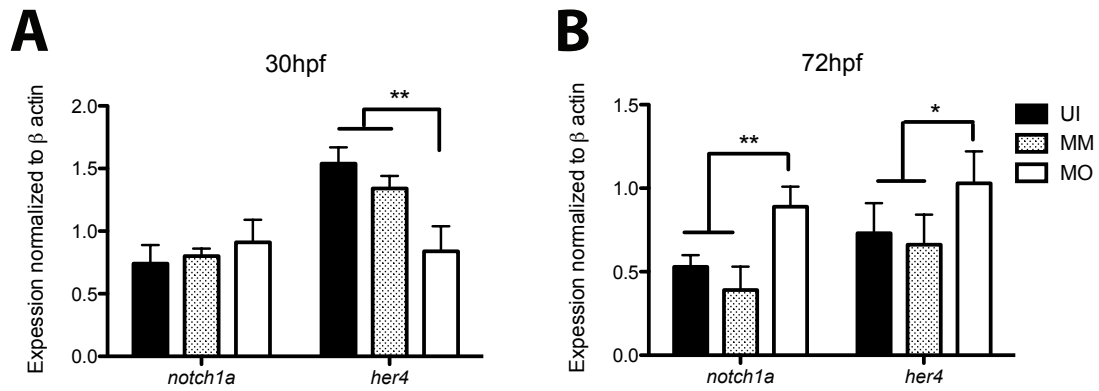 A
30hpf
Expession normalized to β actin
2.0
1.5
1.0
0.5
0.0
**
notch1a
her4
B
72hpf
Expession normalized to β actin
1.5
1.0
0.5
0.0
**
*
notch1a
her4
UI
MM
MO